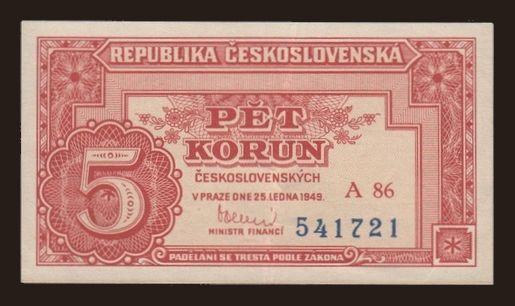 REPUBLIKA ČESKOSLOVENSKÁ
PĚT
KORUN
ČESKOSLOVENSKÝCH
V PRAZE DNE 25. LEDNA 1949.
A 86
5
MINISTR FINANCÍ
541721
PADĚLÁNÍ SE TRESTÁ PODLE ZÁKONA